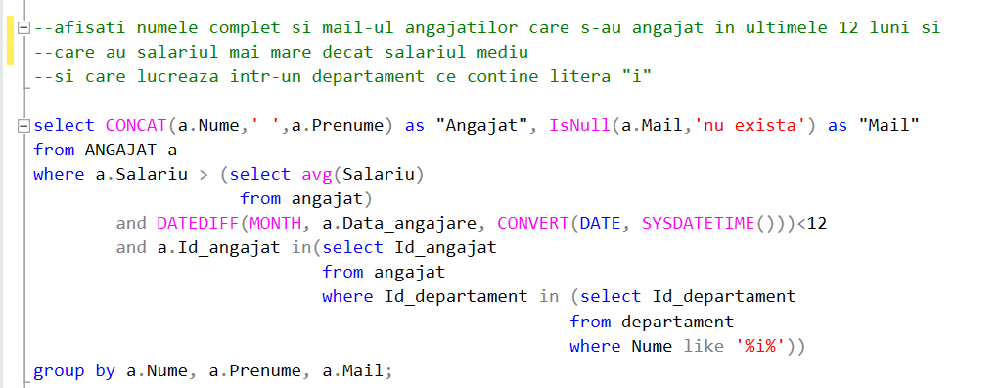 --afisati numele complet si mail-ul angajatilor care s-au angajat in ultimele 12 luni si
--care au salariul mai mare decat salariul mediu
--si care lucreaza intr-un departament ce contine litera "i"
select CONCAT(a.Nume,' ',a.Prenume) as "Angajat", IsNull(a.Mail,'nu exista') as "Mail"
from ANGAJAT a
where a.Salariu > (select avg(Salariu)
from angajat)
and DATEDIFF(MONTH, a.Data_angajare, CONVERT(DATE, SYSDATETIME()))<12
and a.Id_angajat in(select Id_angajat
from angajat
where Id_departament in (select Id_departament
from departament
where Nume like '%i%'))
group by a.Nume, a.Prenume, a.Mail;